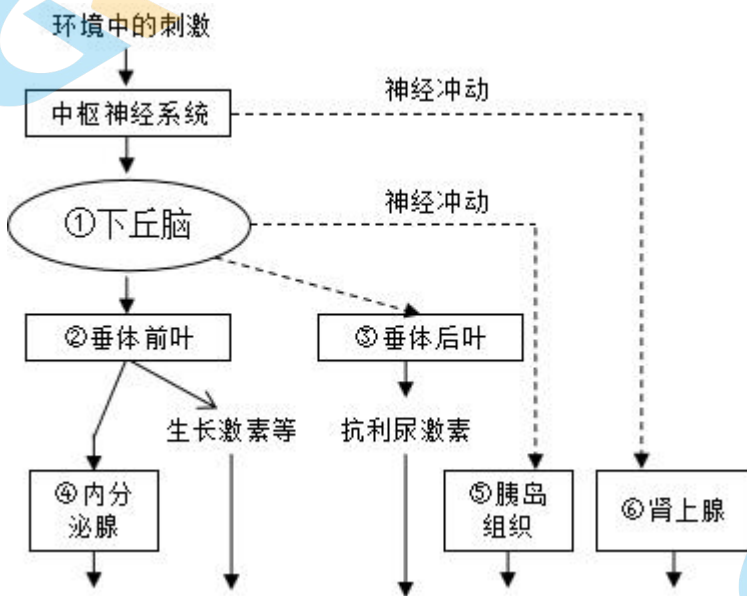 环境中的刺激
神经冲动
中枢神经系统
神经冲动
①下丘脑
②垂体前叶
③垂体后叶
生长激素等
抗利尿激素
④内分
泌腺
⑤胰岛
组织
⑥肾上腺